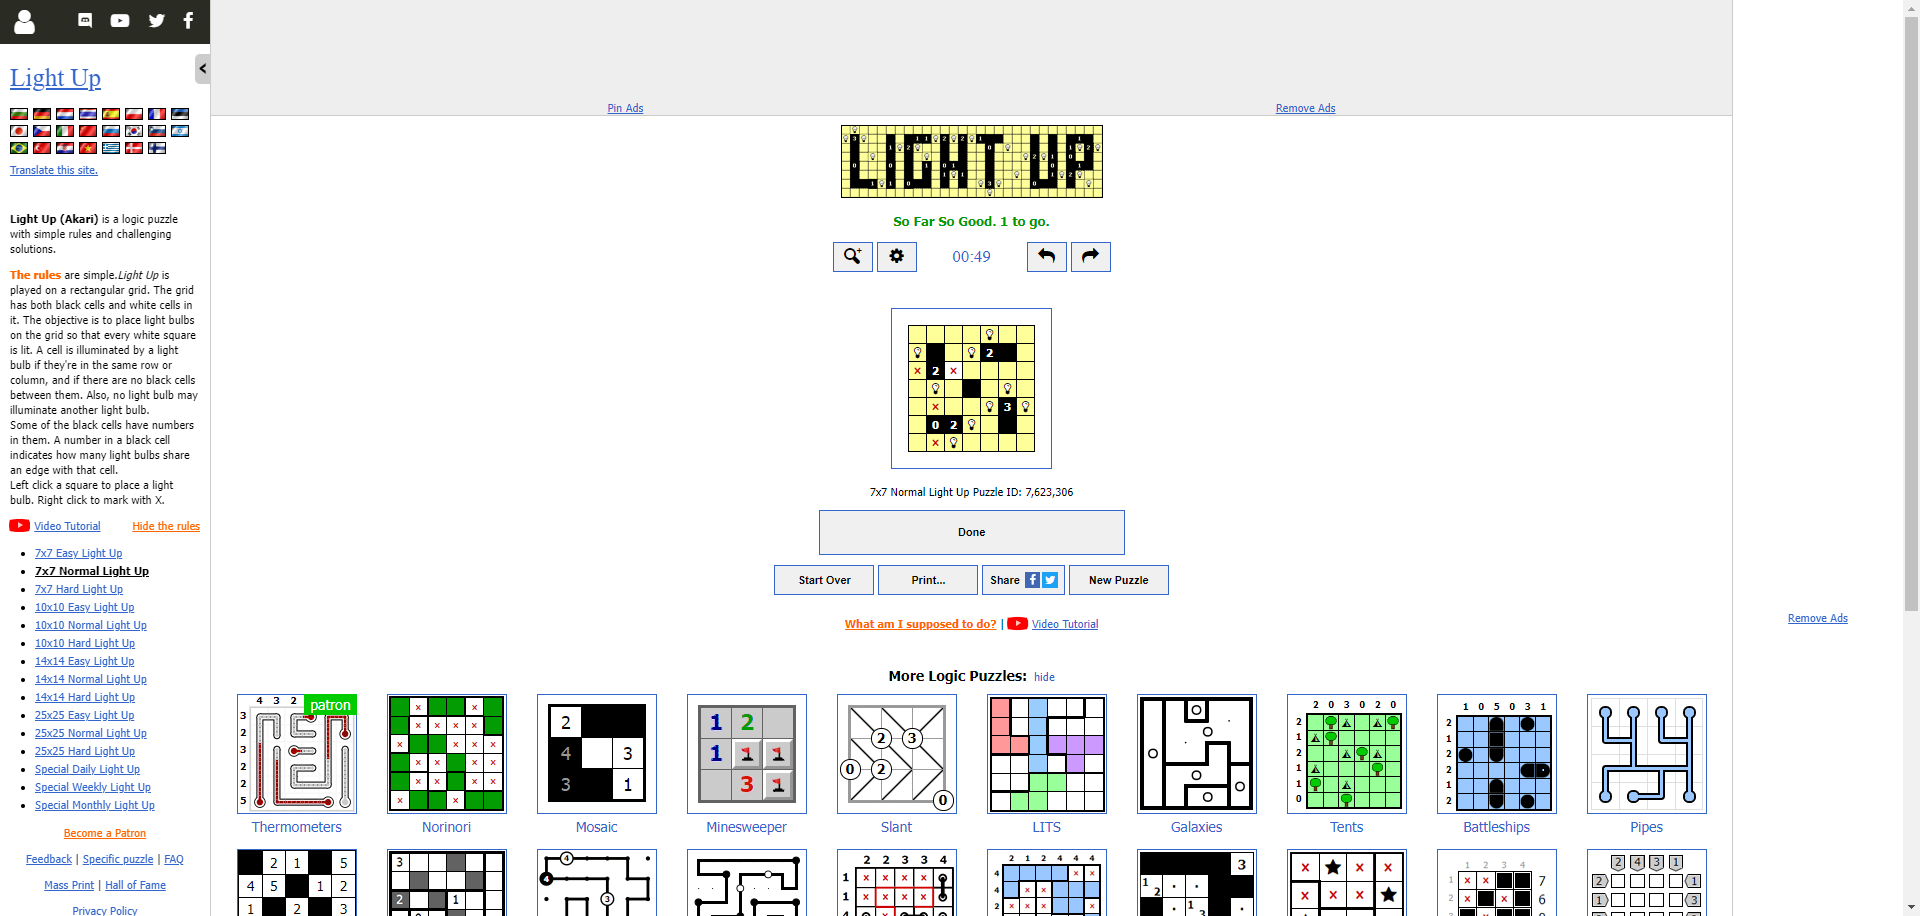 Light Up
Translate this site.
Light Up (Akari) is a logic puzzle
with simple rules and challenging
solutions.
The rules are simple.Light Up is
played on a rectangular grid. The grid
has both black cells and white cells in
it. The objective is to place light bulbs
on the grid so that every white square
is lit. A cell is illuminated by a light
bulb if they're in the same row or
column, and if there are no black cells
between them. Also, no light bulb may
illuminate another light bulb.
Some of the black cells have numbers
in them. A number in a black cell
indicates how many light bulbs share
an edge with that cell.
Left click a square to place a light
bulb. Right click to mark with X.
Video Tutorial Hide the rules
7x7 Easy Light Up
7x7 Normal Light Up
7x7 Hard Light Up
10x10 Easy Light Up
10x10 Normal Light Up
10x10 Hard Light Up
14x14 Easy Light Up
14x14 Normal Light Up
14x14 Hard Light Up
25x25 Easy Light Up
25x25 Normal Light Up
25x25 Hard Light Up
Special Daily Light Up
Special Weekly Light Up
Special Monthly Light Up
Become a Patron
Feedback | Specific puzzle | FAQ
Mass Print | Hall of Fame
Privacy Policy
Pin Ads Remove Ads
LIGHT UP
So Far So Good. 1 to go.
00:49
2
2
3
0 2
7x7 Normal Light Up Puzzle ID: 7,623,306
Done
Start Over Print... Share New Puzzle
What am I supposed to do? | Video Tutorial
Remove Ads
More Logic Puzzles: hide
patron
Thermometers Norinori Mosaic Minesweeper Slant LITS Galaxies Tents Battleships Pipes